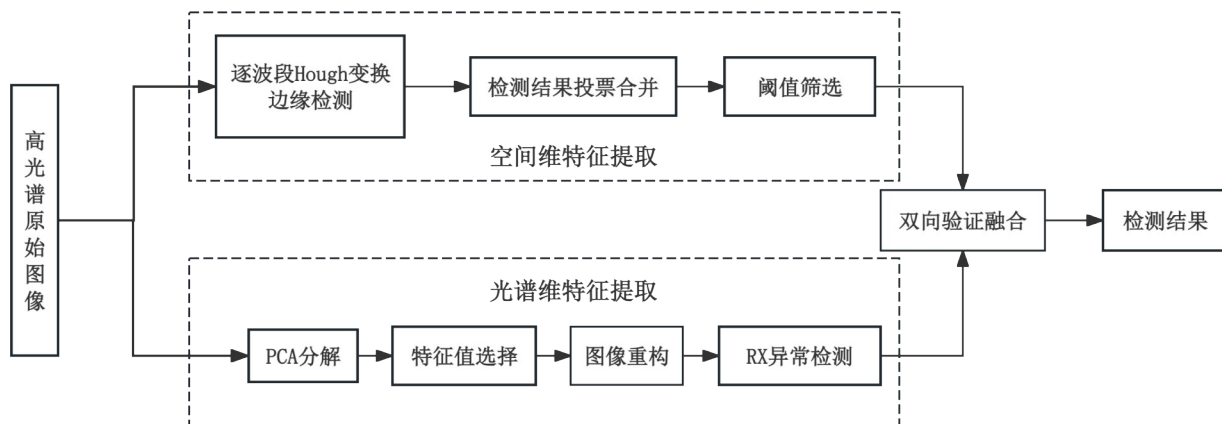 高光谱原始图像
逐波段Hough变换
边缘检测
检测结果投票合并
阈值筛选
空间维特征提取
双向验证融合
检测结果
光谱维特征提取
PCA分解
特征值选择
图像重构
RX异常检测